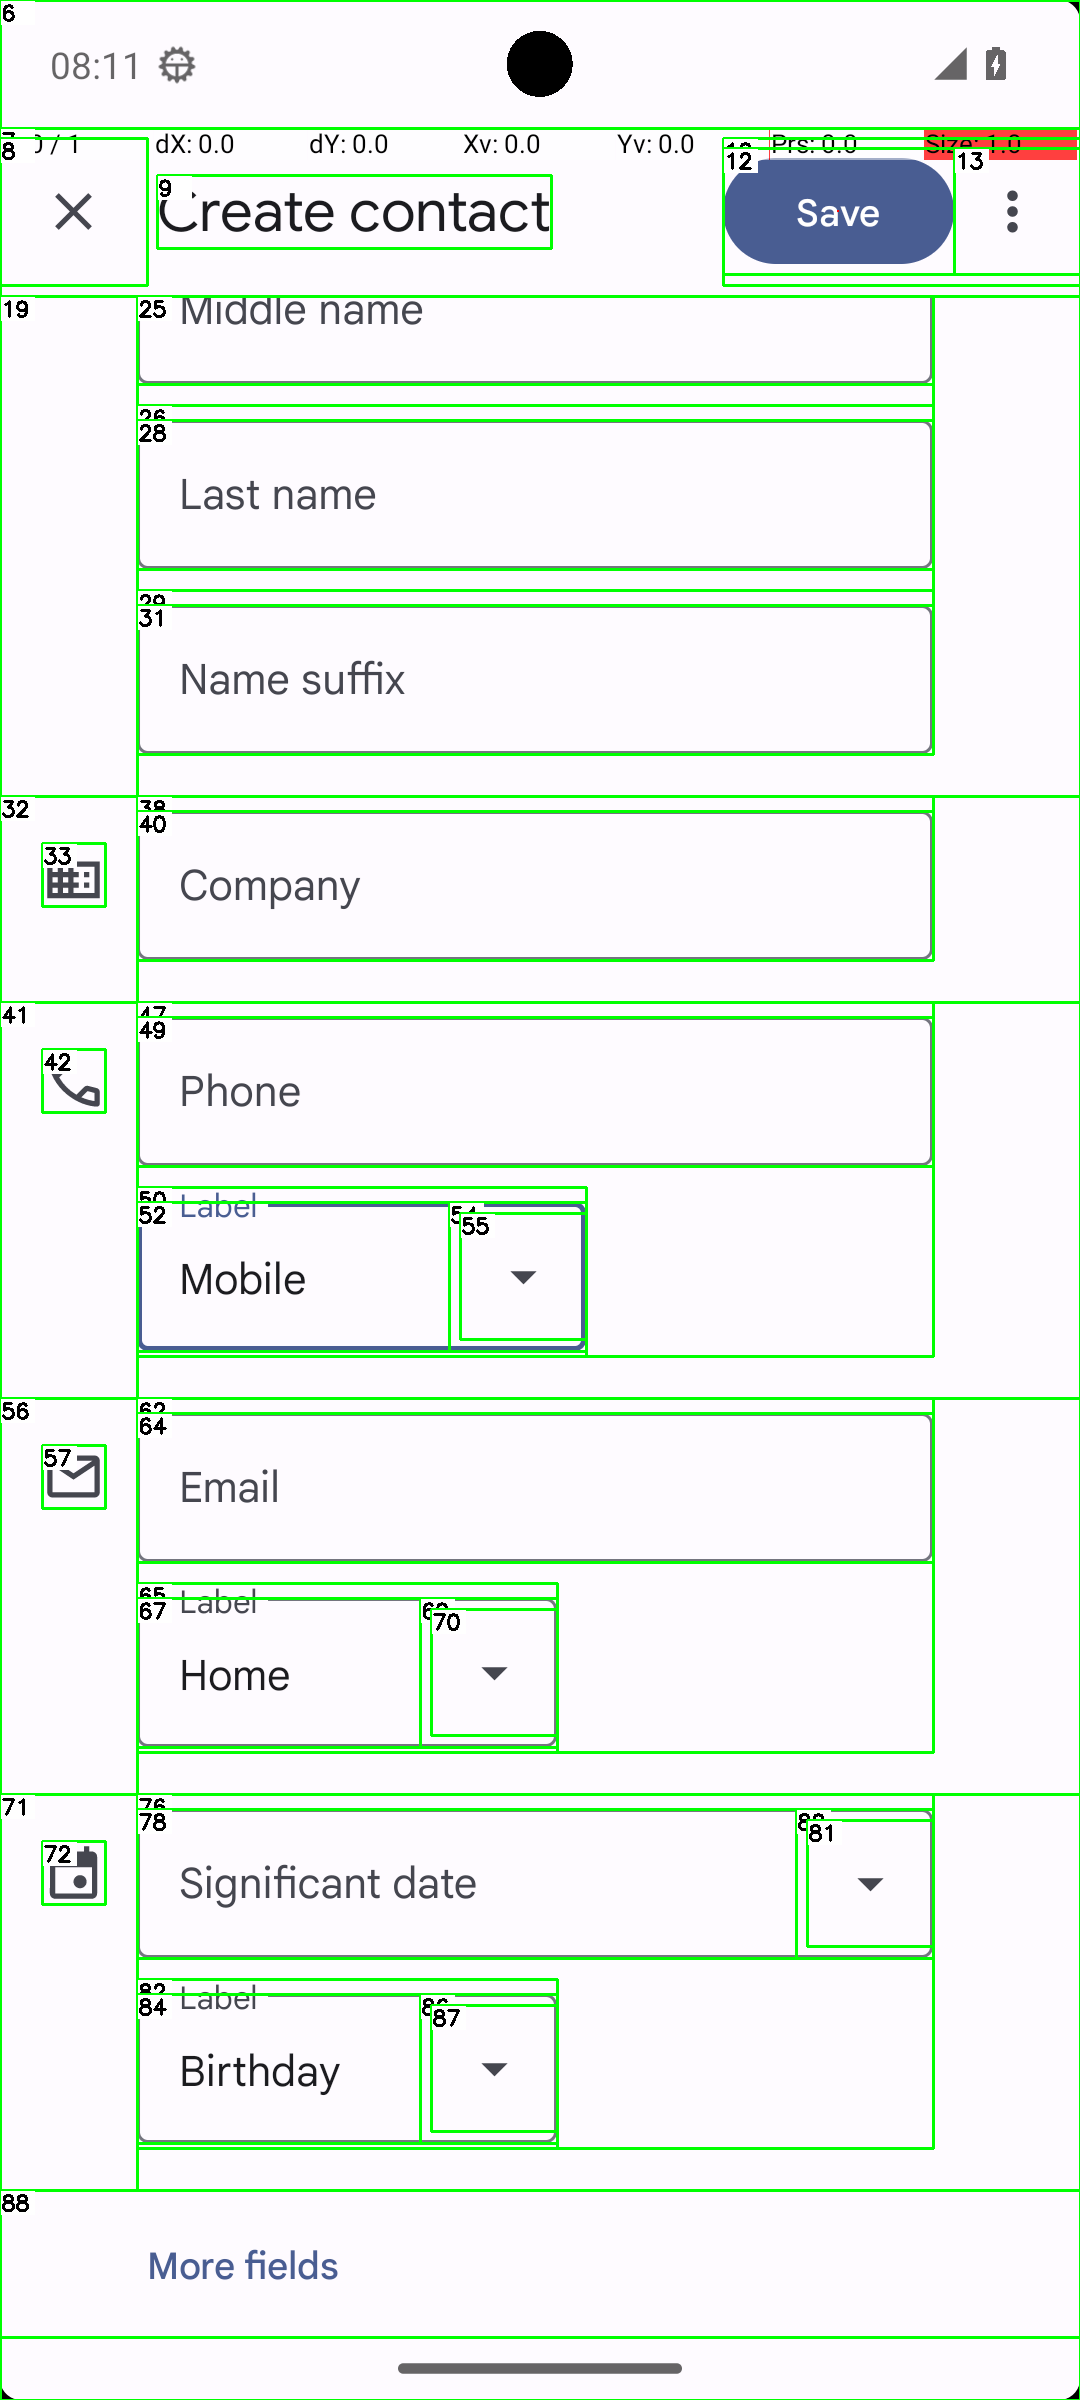 6
08:11
7
8 0 / 1 dX: 0.0 dY: 0.0 Xv: 0.0 Yv: 0.0 Prs: 0.0 Size: 1.0
9 Create contact
12 Save
13
19
25 Middle name
26
28
Last name
29
31
Name suffix
32
33
38
40
Company
41
42
47
49
Phone
50 Label
52
54
55
Mobile
56
57
62
64
Email
65 Label
67
69
70
Home
71
72
76
78
Significant date
80
81
82 Label
84
86
87
Birthday
88
More fields